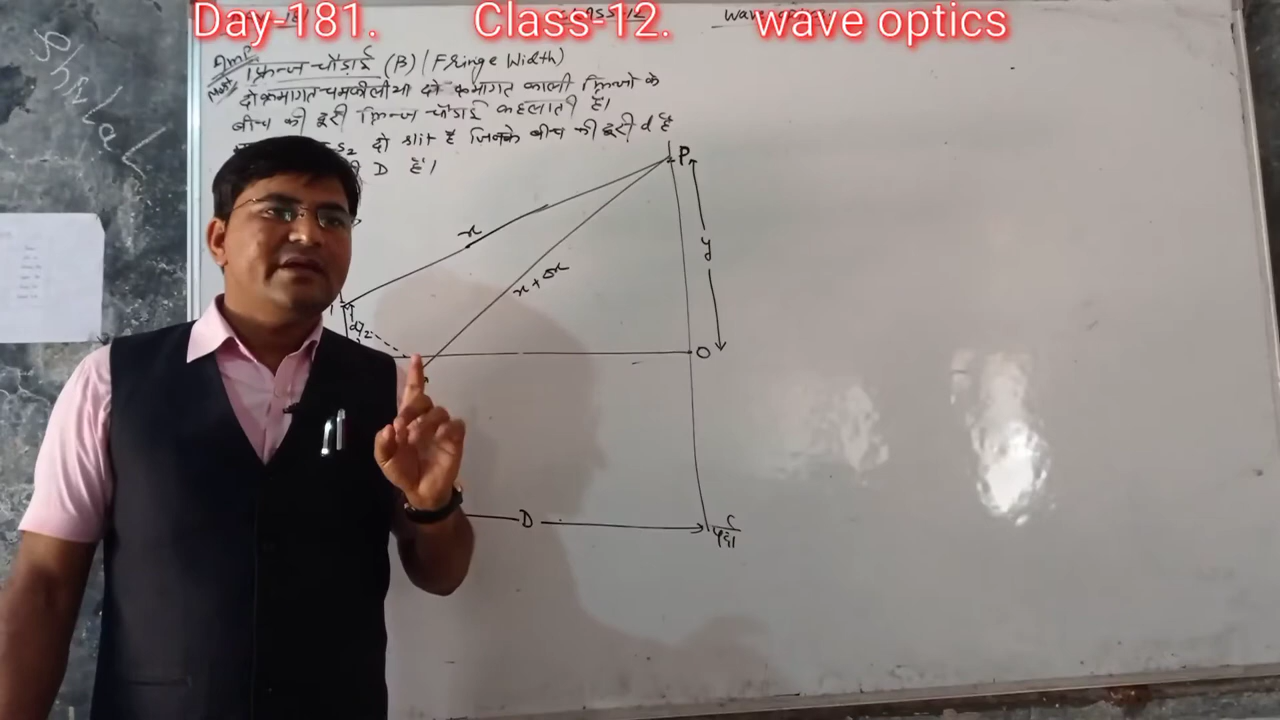 Day-181. Class-12. wave optics
Imp
फ्रिन्ज चौड़ाई (β) / Fringe Width)
Note
दो क्रमागत चमकीली या दो क्रमागत काली फ्रिन्जो के
बीच की दूरी फ्रिन्ज चौड़ाई कहलाती है।
S₂ दो slit है जिनके बीच की दूरी d है
D है।
P
x
y
x+Δx
d/2
O
D
पर्दा